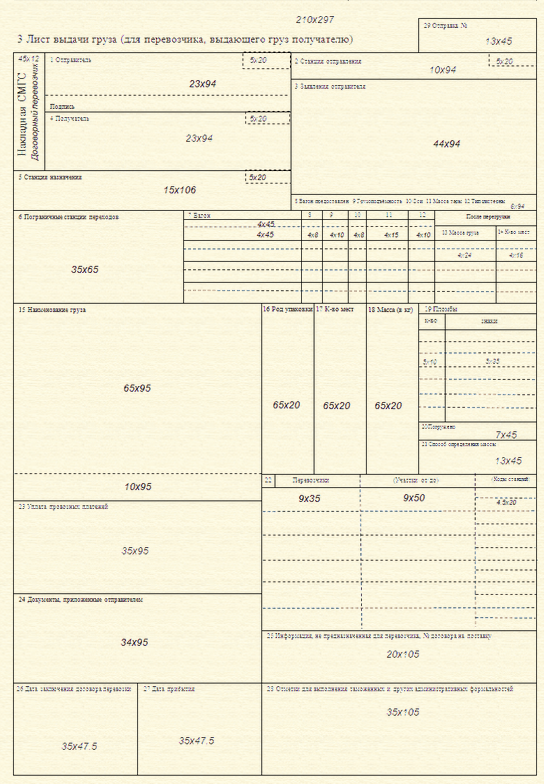 210x297
29 Отправка №
13x45
3 Лист выдачи груза (для перевозчика, выдающего груз получателю)
45x12
Накладная СМГС
Договорный перевозчик
1 Отправитель
5x20
23x94
Подпись
2 Станция отправления
5x20
10x94
3 Заявления отправителя
44x94
4 Получатель
5x20
23x94
5 Станция назначения
5x20
15x106
8 Вагон предоставлен 9 Грузоподъемность 10 Оси 11 Масса тары 12 Тип цистерны
6x94
6 Пограничные станции переходов
35x65
7 Вагон
8
9
10
11
12
После перегрузки
4x45
4x45
4x8
4x10
4x8
4x15
4x10
13 Масса груза
14 К-во мест
4x24
4x16
15 Наименование груза
65x95
10x95
16 Род упаковки
65x20
17 К-во мест
65x20
18 Масса (в кг)
65x20
19 Пломбы
к-во
знаки
5x10
5x35
20 Погружено
7x45
21 Способ определения массы
13x45
22
Перевозчики
(Участки от/до)
(Коды станций)
9x35
9x50
4.5x20
23 Уплата провозных платежей
35x95
24 Документы, приложенные отправителем
34x95
25 Информация, не предназначенная для перевозчика, № договора на поставку
20x105
26 Дата заключения договора перевозки
35x47.5
27 Дата прибытия
35x47.5
28 Отметки для выполнения таможенных и других административных формальностей
35x105